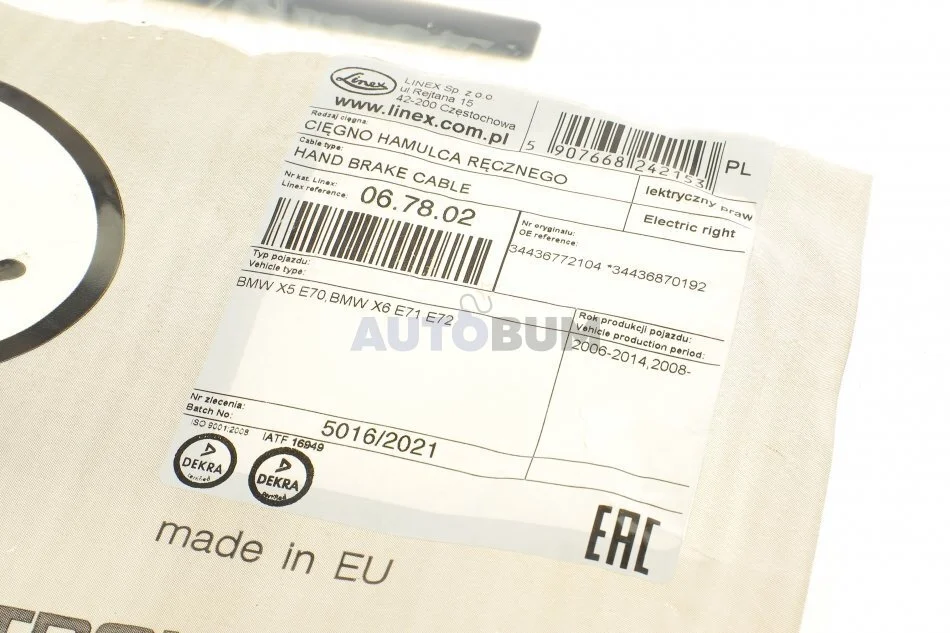 Linex
LINEX Sp. z o.o
ul Rejtana 15
42-200 Częstochowa
www.linex.com.pl
5 907668 242153
PL
Rodzaj cięgna:
CIĘGNO HAMULCA RĘCZNEGO
Cable type:
HAND BRAKE CABLE
lektryczny praw
Electric right
Nr kat. Linex:
Linex reference:
06.78.02
Nr oryginału:
OE reference:
34436772104 *34436870192
Typ pojazdu:
Vehicle type:
BMW X5 E70,BMW X6 E71 E72
Rok produkcji pojazdu:
Vehicle production period:
2006-2014,2008-
AUTOBUM
Nr zlecenia:
Batch No:
5016/2021
ISO 9001:2008
IATF 16949
DEKRA
DEKRA
EAC
made in EU